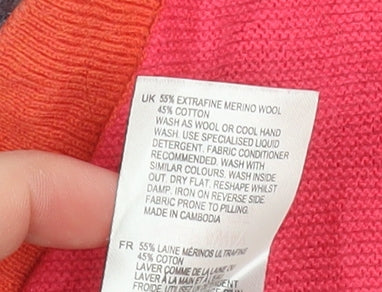 UK 55% EXTRAFINE MERINO WOOL
45% COTTON
WASH AS WOOL OR COOL HAND
WASH. USE SPECIALISED LIQUID
DETERGENT. FABRIC CONDITIONER
RECOMMENDED. WASH WITH
SIMILAR COLOURS. WASH INSIDE
OUT. DRY FLAT. RESHAPE WHILST
DAMP. IRON ON REVERSE SIDE.
FABRIC PRONE TO PILLING.
MADE IN CAMBODIA
FR 55% LAINE MÉRINOS ULTRAFINE
45% COTON
LAVER COMME DE LA LAINE OU
LAVER À LA MAIN ET À L'EAU
FROIDE.